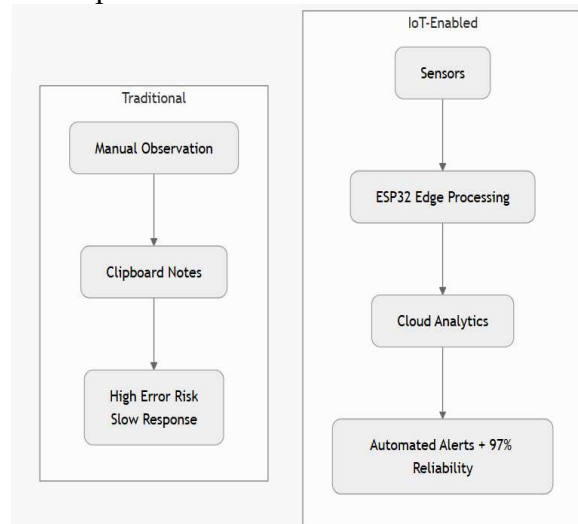 Traditional
Manual Observation
Clipboard Notes
High Error Risk
Slow Response
IoT-Enabled
Sensors
ESP32 Edge Processing
Cloud Analytics
Automated Alerts + 97%
Reliability